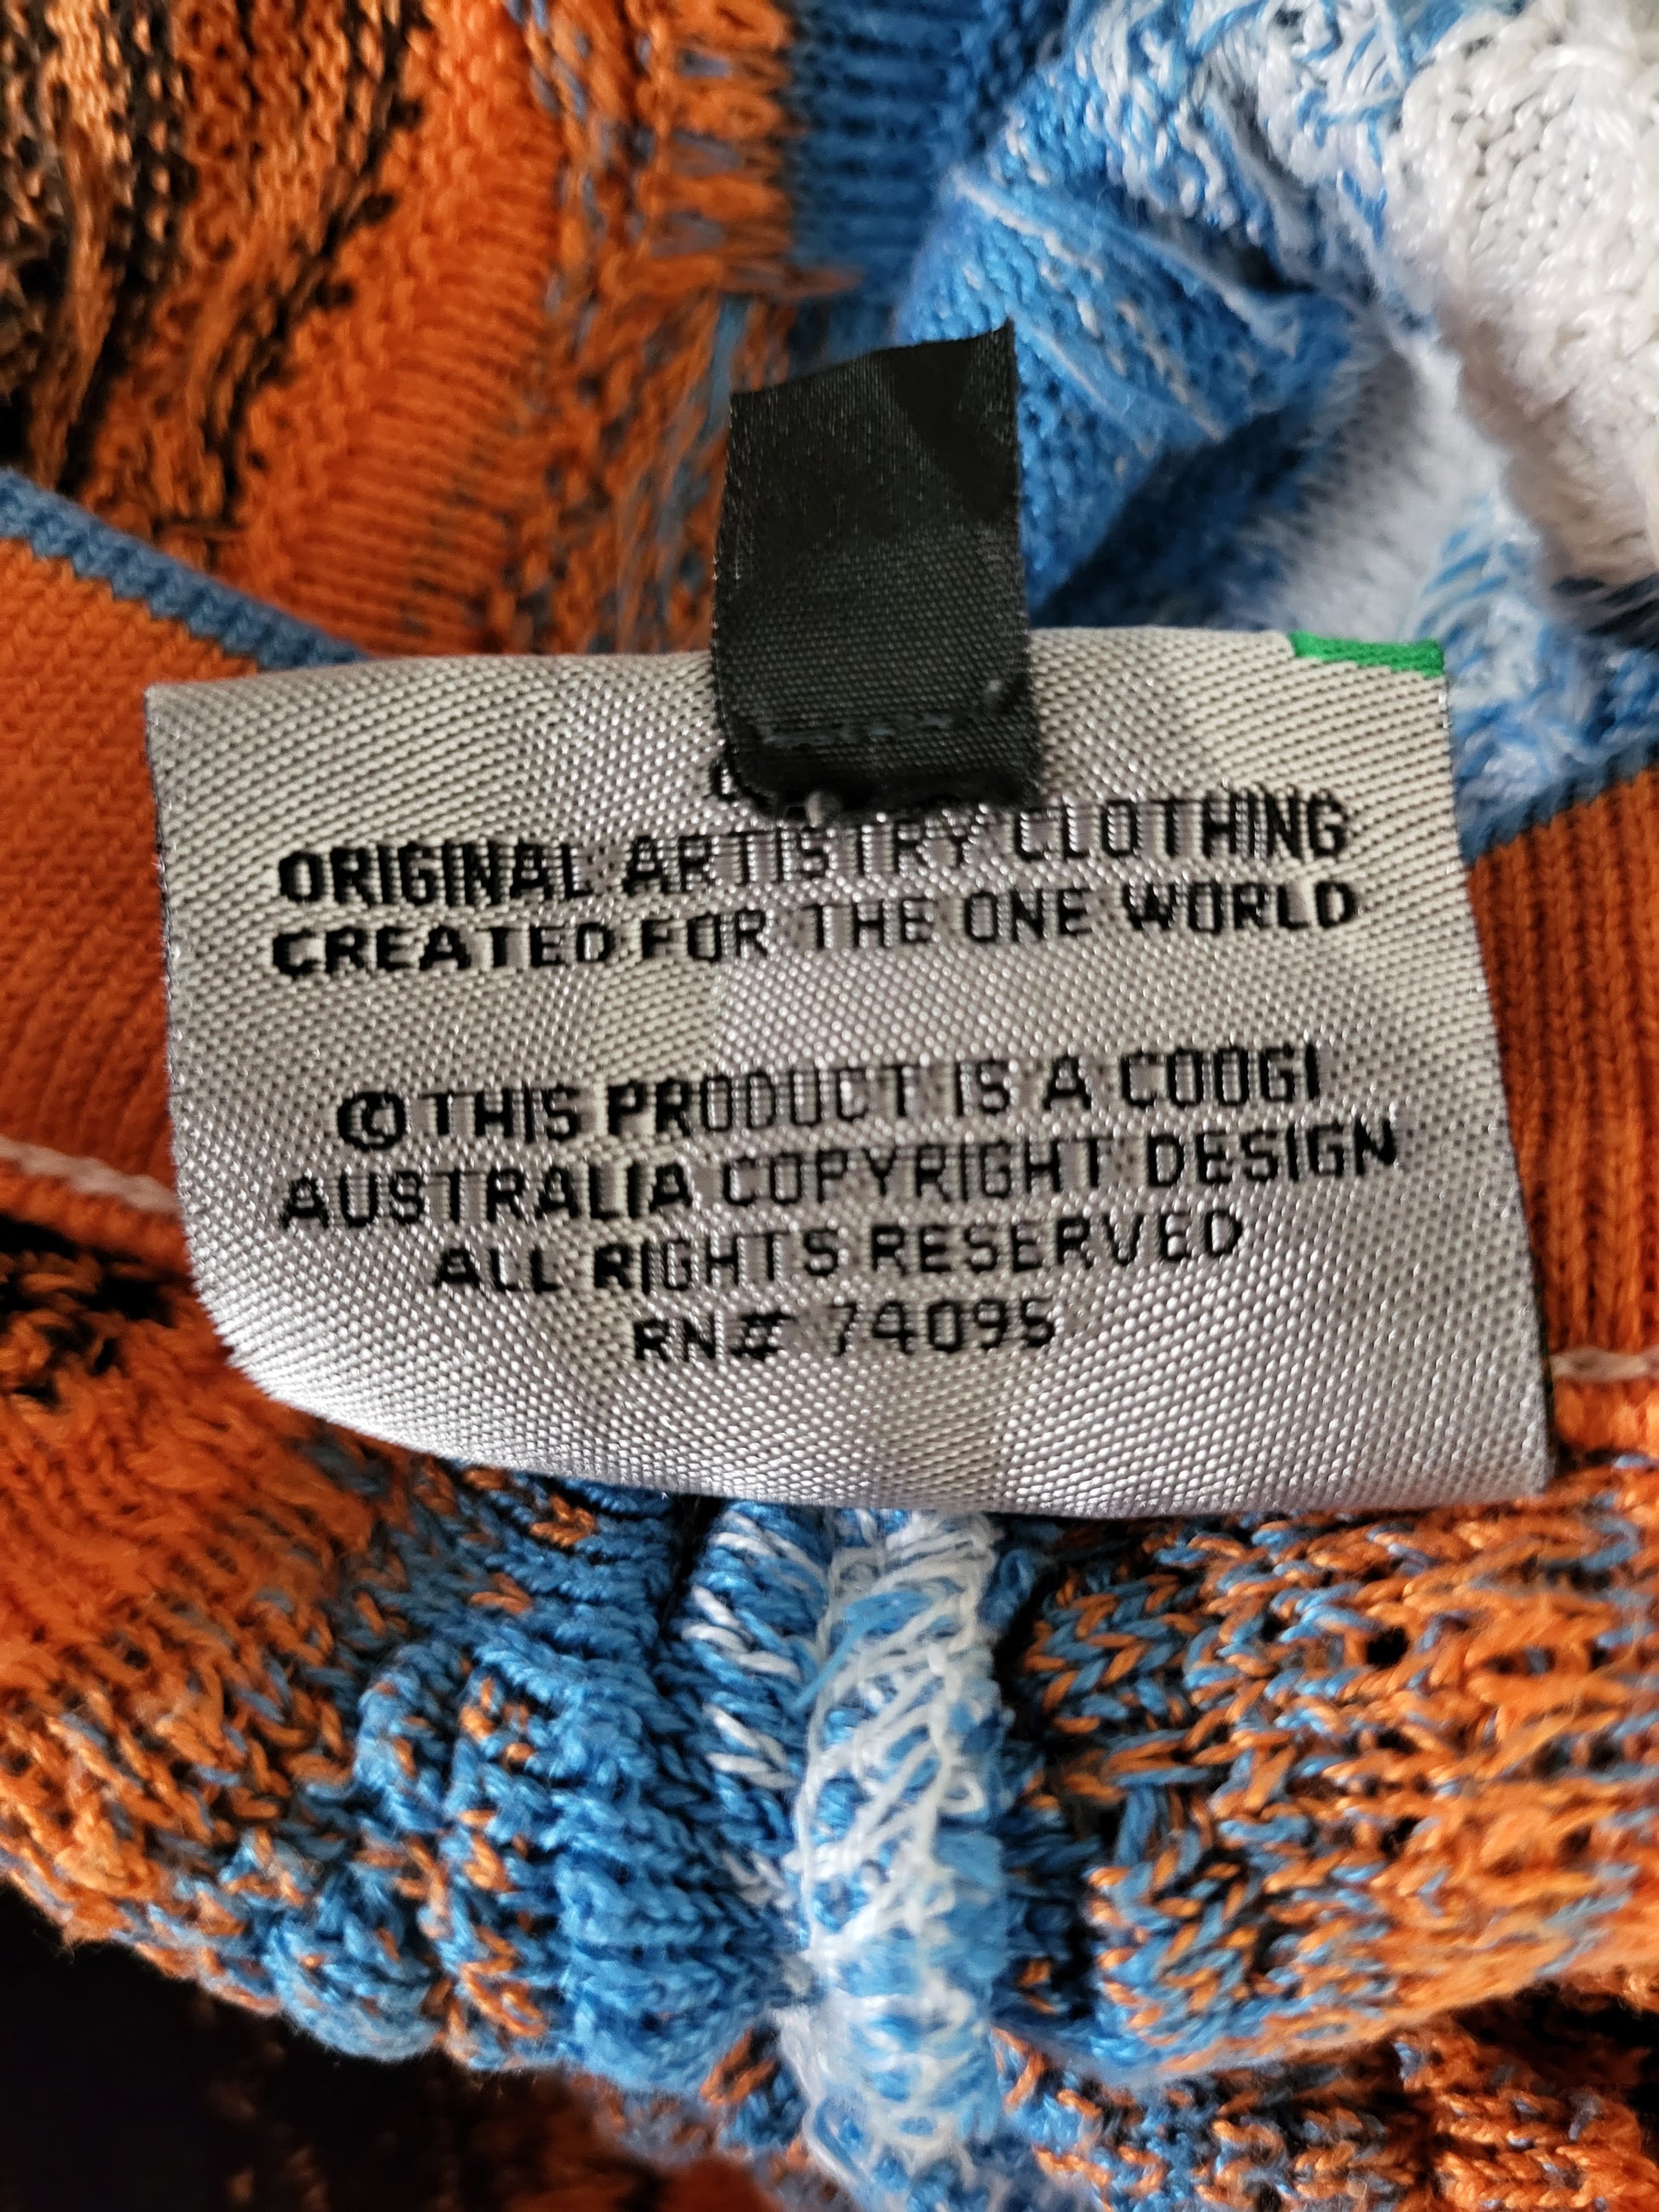 ORIGINAL ARTISTRY CLOTHING
CREATED FOR THE ONE WORLD
© THIS PRODUCT IS A COOGI
AUSTRALIA COPYRIGHT DESIGN
ALL RIGHTS RESERVED
RN# 74095